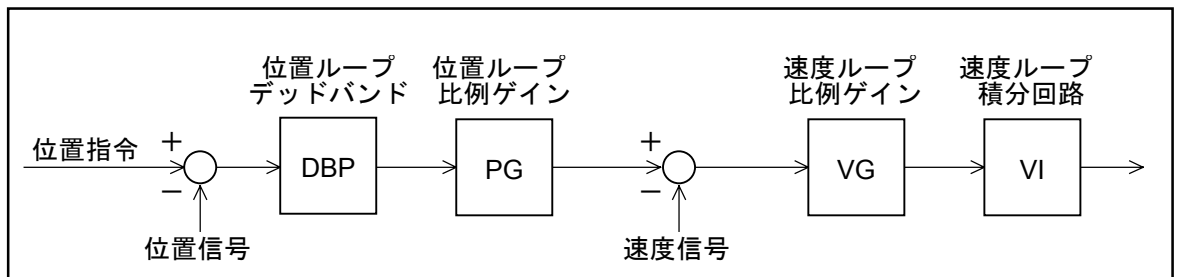 位置ループ
デッドバンド
位置ループ
比例ゲイン
速度ループ
比例ゲイン
速度ループ
積分回路
位置指令
+
−
DBP
PG
+
−
VG
VI
位置信号
速度信号